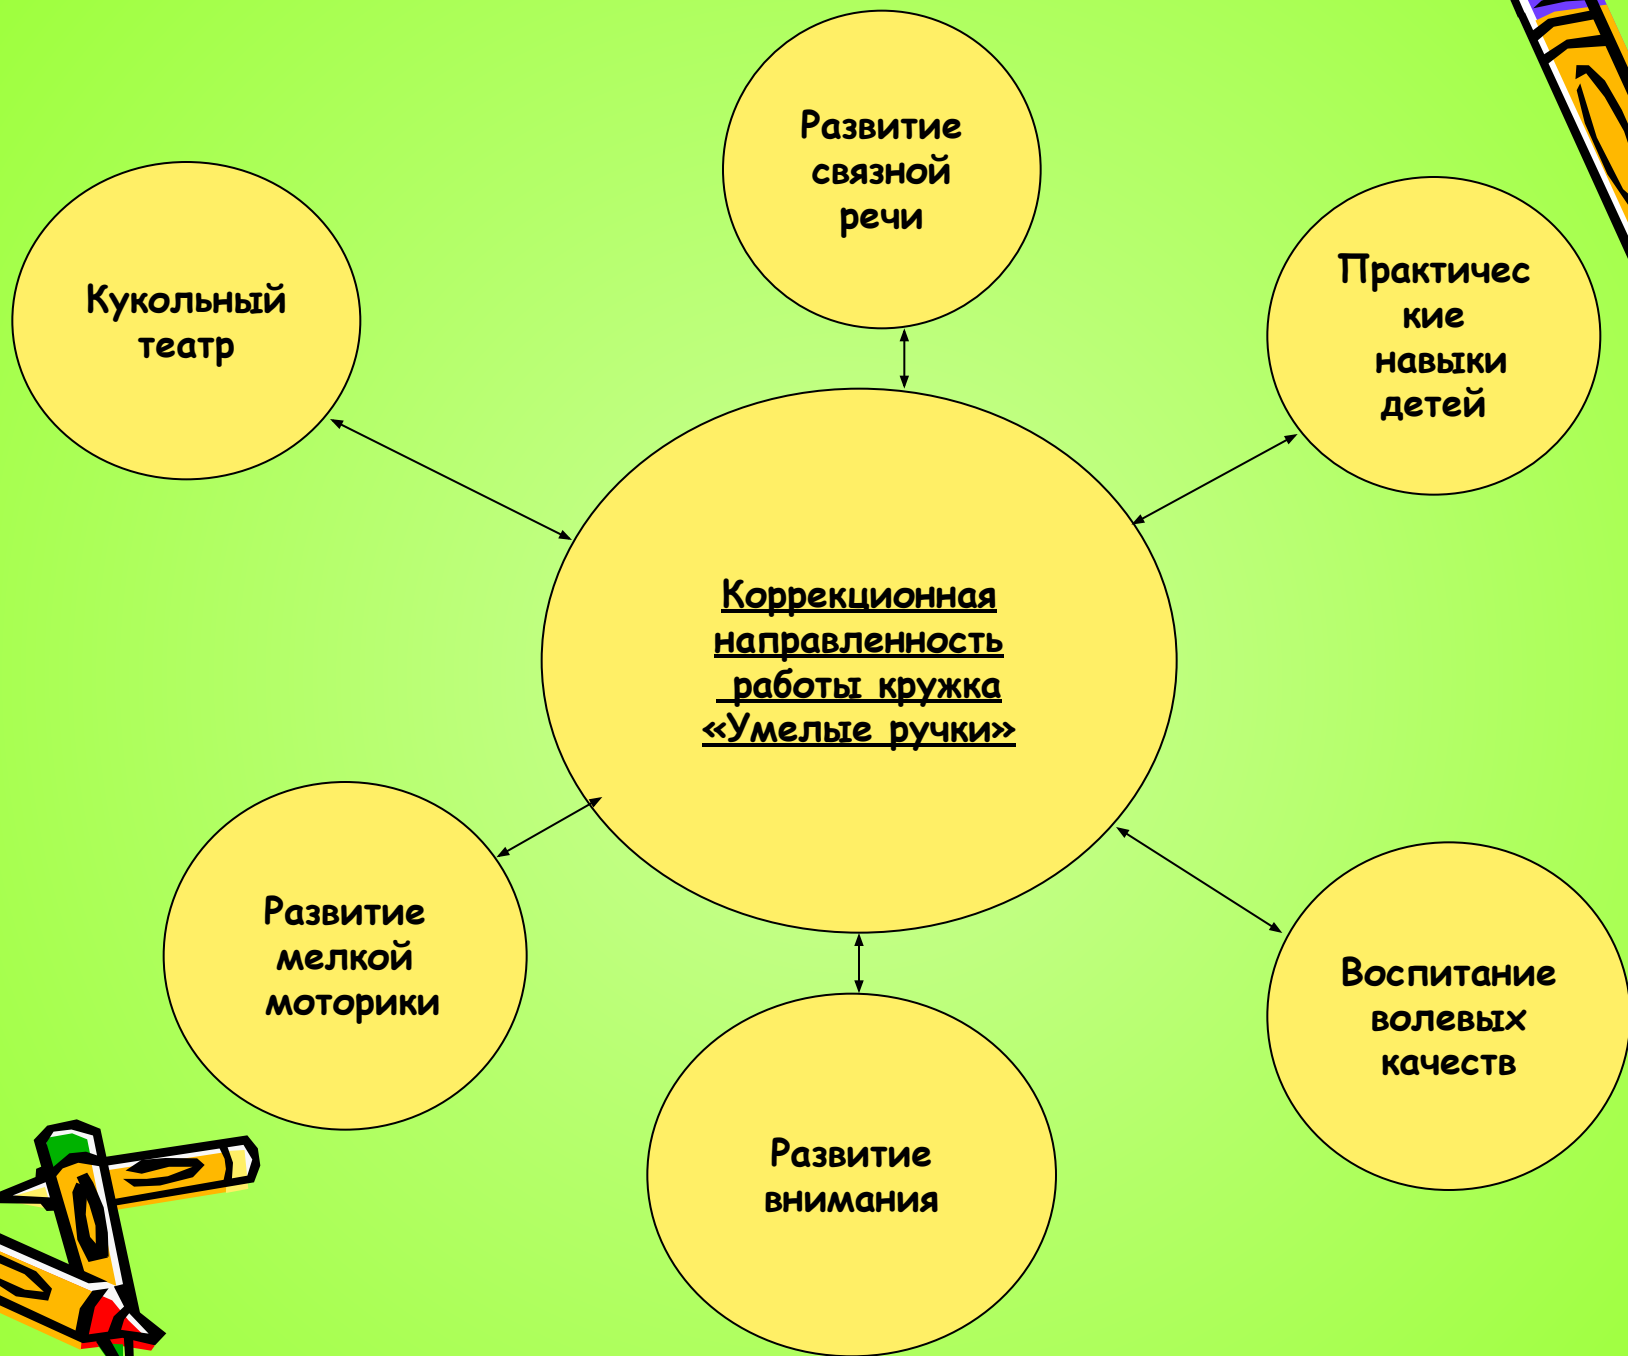 Развитие
связной
речи
Кукольный
театр
Практичес
кие
навыки
детей
Коррекционная
направленность
работы кружка
«Умелые ручки»
Развитие
мелкой
моторики
Воспитание
волевых
качеств
Развитие
внимания